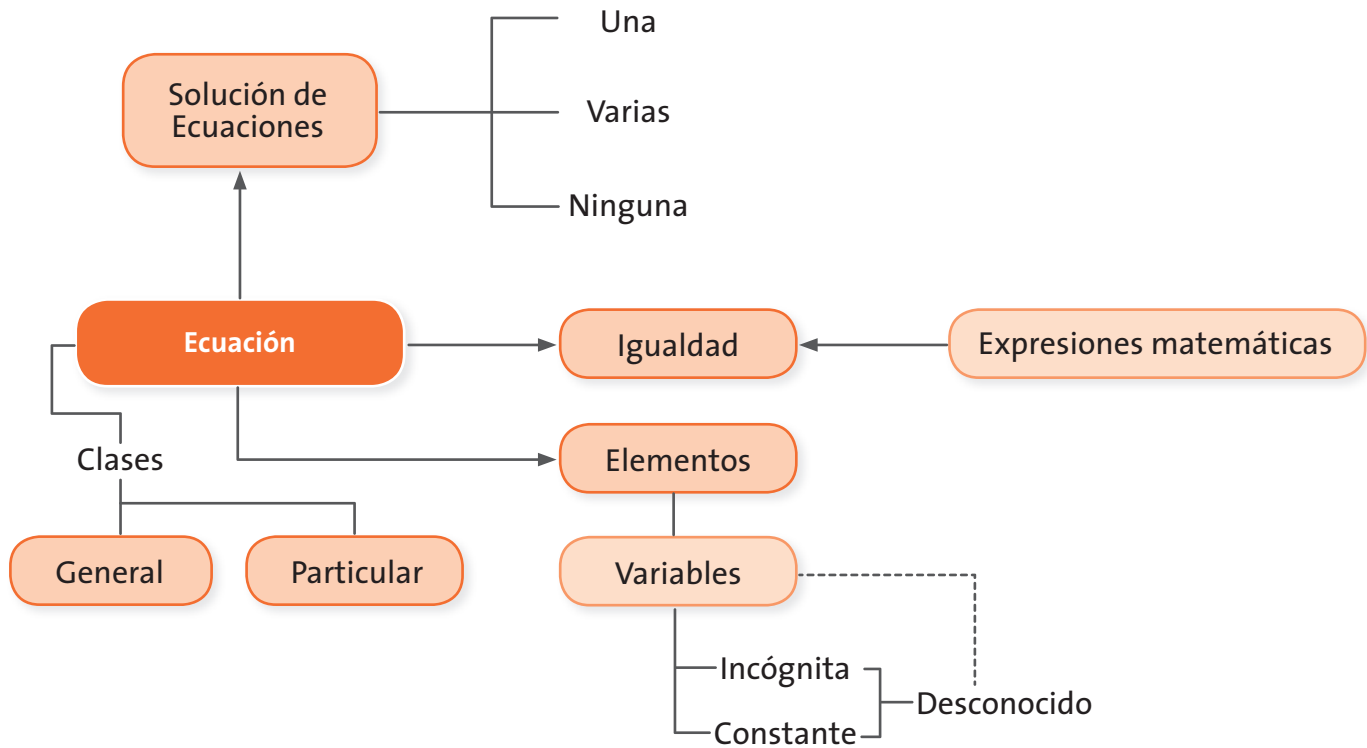 Una
Solución de
Ecuaciones
Varias
Ninguna
Ecuación
Igualdad
Expresiones matemáticas
Clases
Elementos
General
Particular
Variables
Incógnita
Desconocido
Constante